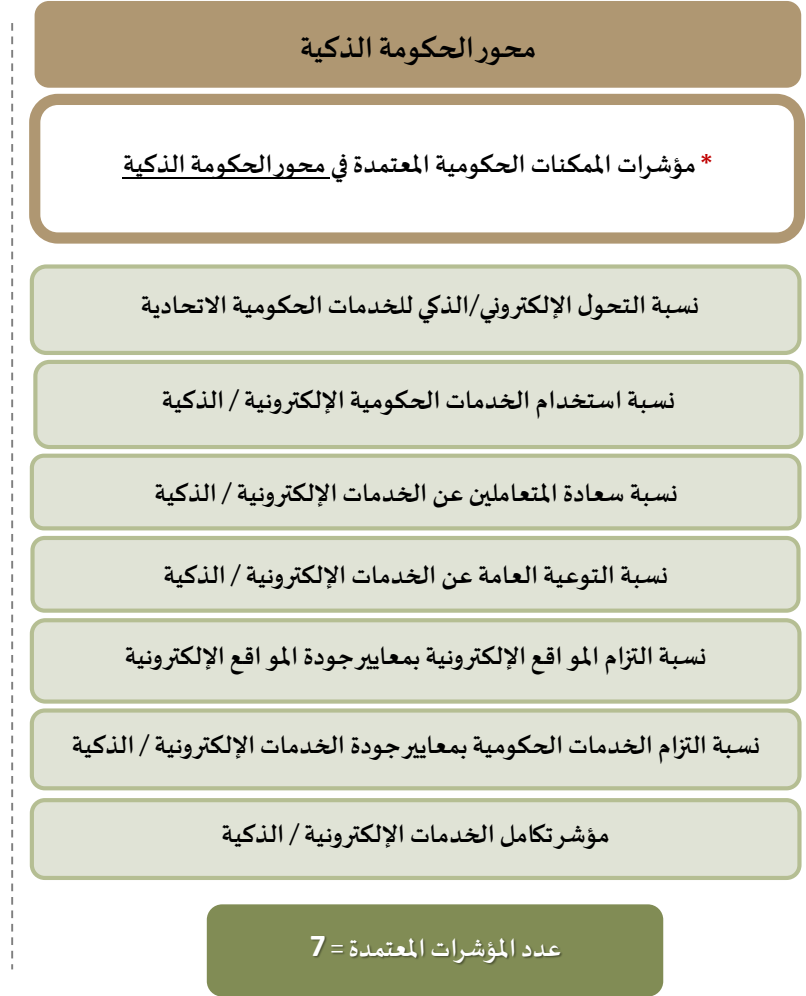 محور الحكومة الذكية
* مؤشرات الممكنات الحكومية المعتمدة في محور الحكومة الذكية
نسبة التحول الإلكتروني/الذكي للخدمات الحكومية الاتحادية
نسبة استخدام الخدمات الحكومية الإلكترونية / الذكية
نسبة سعادة المتعاملين عن الخدمات الإلكترونية / الذكية
نسبة التوعية العامة عن الخدمات الإلكترونية / الذكية
نسبة التزام المواقع الإلكترونية بمعايير جودة المواقع الإلكترونية
نسبة التزام الخدمات الحكومية بمعايير جودة الخدمات الإلكترونية / الذكية
مؤشر تكامل الخدمات الإلكترونية / الذكية
عدد المؤشرات المعتمدة = 7